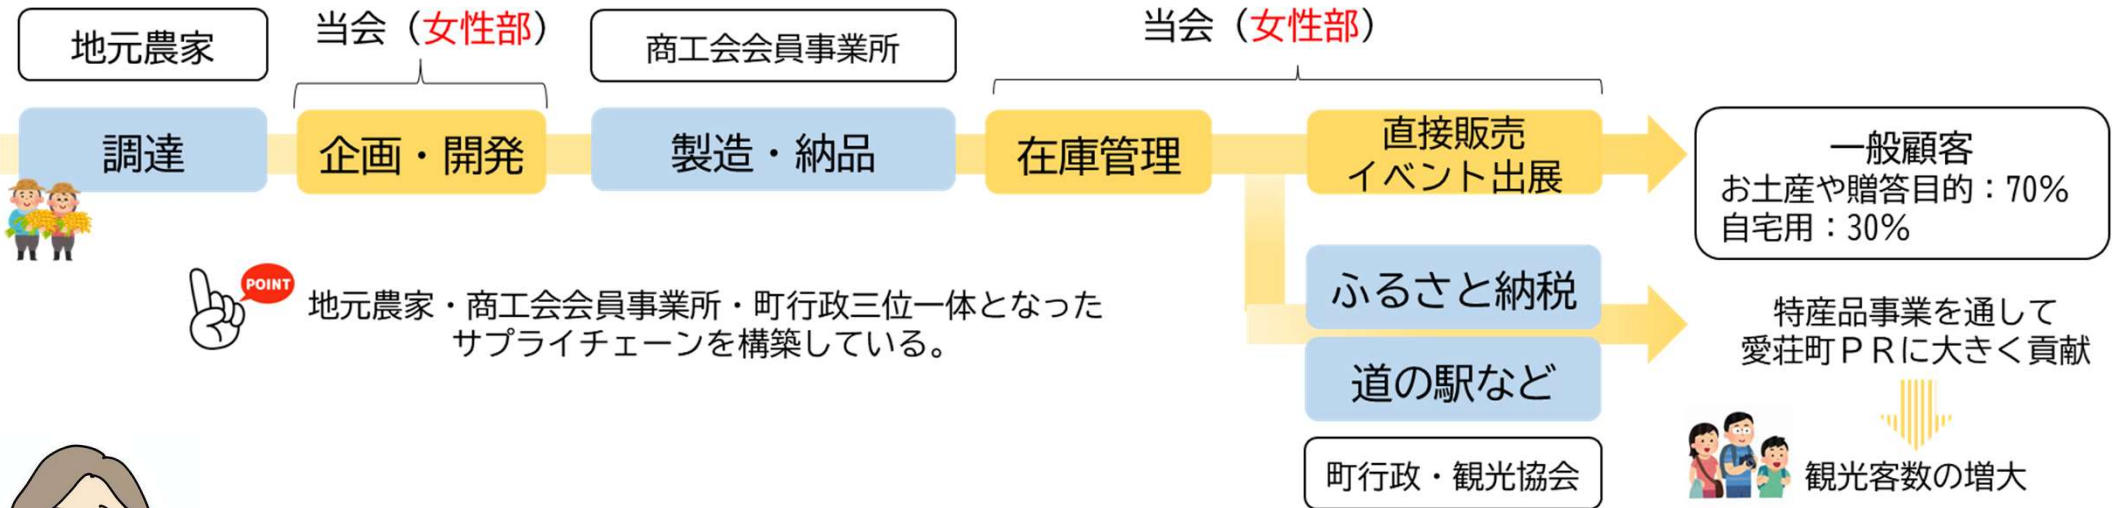 地元農家
当会（女性部）
商工会会員事業所
当会（女性部）
調達
企画・開発
製造・納品
在庫管理
直接販売
イベント出展
一般顧客
お土産や贈答目的：70%
自宅用：30%
POINT
地元農家・商工会会員事業所・町行政三位一体となった
サプライチェーンを構築している。
ふるさと納税
道の駅など
町行政・観光協会
特産品事業を通して
愛荘町ＰＲに大きく貢献
観光客数の増大